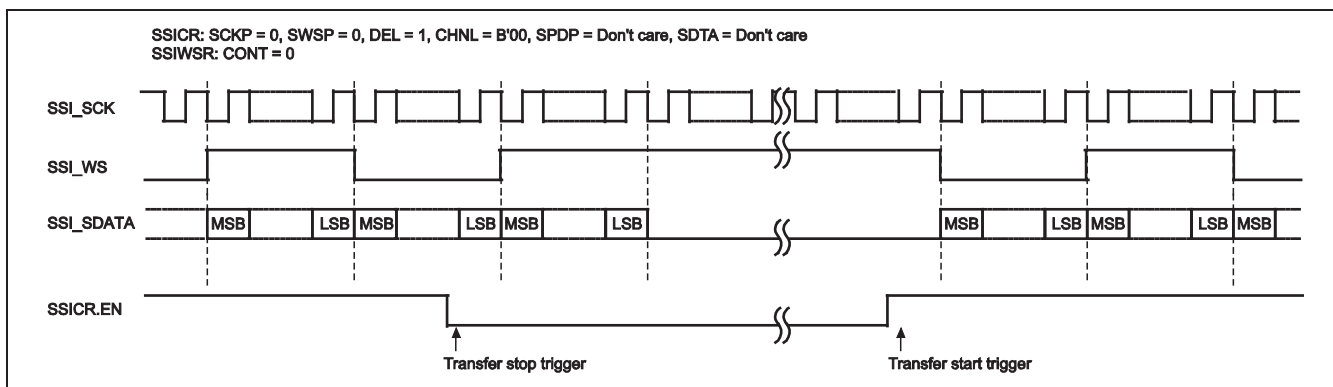 SSICR: SCKP = 0, SWSP = 0, DEL = 1, CHNL = B'00, SPDP = Don't care, SDTA = Don't care
SSIWSR: CONT = 0
SSI_SCK
SSI_WS
SSI_SDATA MSB LSB MSB LSB MSB LSB MSB LSB MSB LSB MSB
SSICR.EN
Transfer stop trigger Transfer start trigger